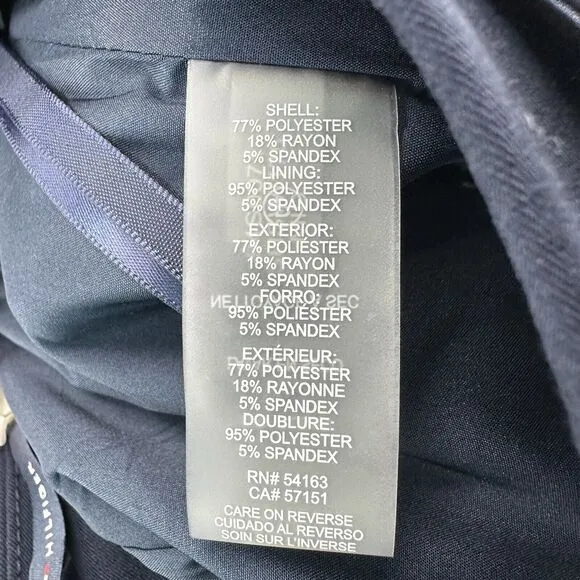 SHELL:
77% POLYESTER
18% RAYON
5% SPANDEX
LINING:
95% POLYESTER
5% SPANDEX
EXTERIOR:
77% POLIÉSTER
18% RAYON
5% SPANDEX
FORRO:
95% POLIÉSTER
5% SPANDEX
EXTÉRIEUR:
77% POLYESTER
18% RAYONNE
5% SPANDEX
DOUBLURE:
95% POLYESTER
5% SPANDEX
RN# 54163
CA# 57151
CARE ON REVERSE
CUIDADO AL REVERSO
SOIN SUR L'INVERSE
HILFIGER